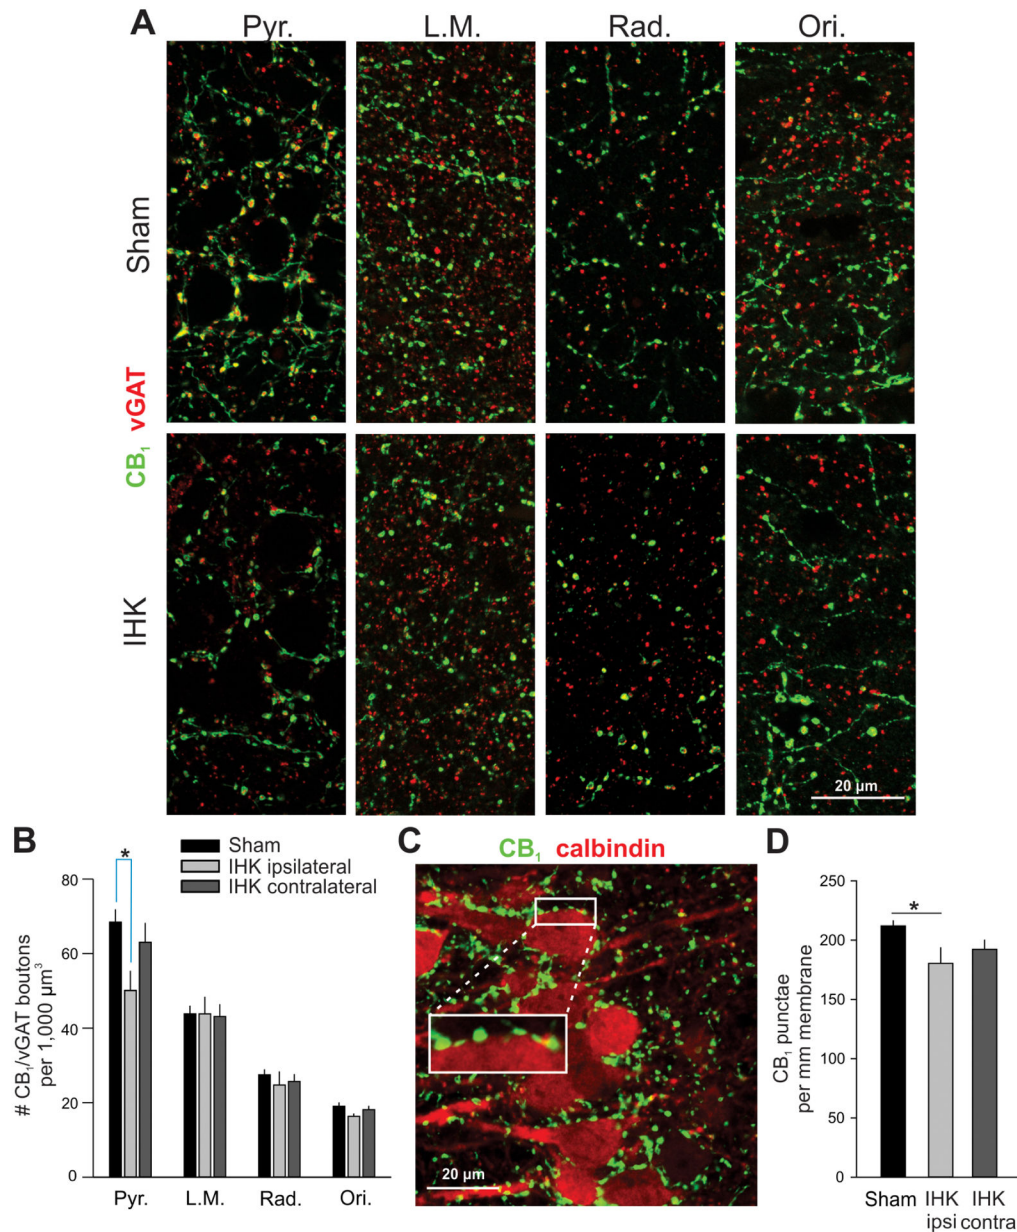 A
Pyr.
L.M.
Rad.
Ori.
Sham
CB₁ vGAT
IHK
20 µm
B
*
Sham
IHK ipsilateral
IHK contralateral
# CB₁/vGAT boutons
per 1,000 µm³
80
60
40
20
0
Pyr.
L.M.
Rad.
Ori.
C
CB₁ calbindin
20 µm
D
*
CB₁ punctae
per mm membrane
250
200
150
100
50
0
Sham
IHK
ipsi
IHK
contra